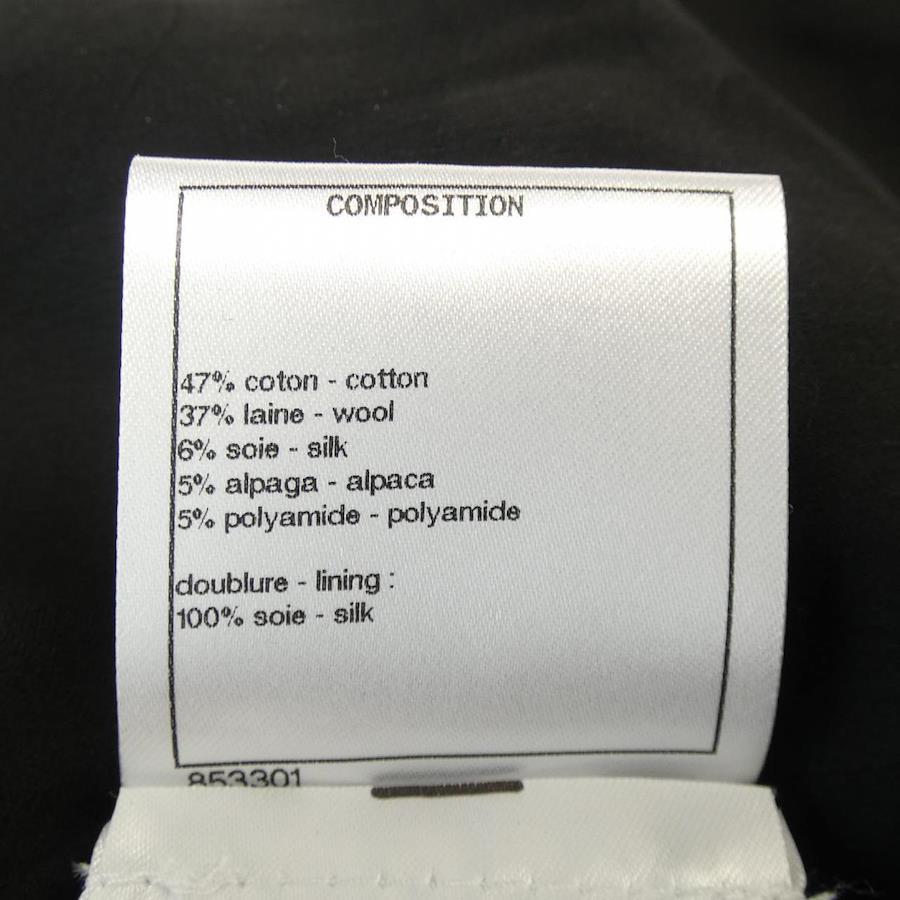 COMPOSITION
47% coton - cotton
37% laine - wool
6% soie - silk
5% alpaga - alpaca
5% polyamide - polyamide
doublure - lining :
100% soie - silk
853301